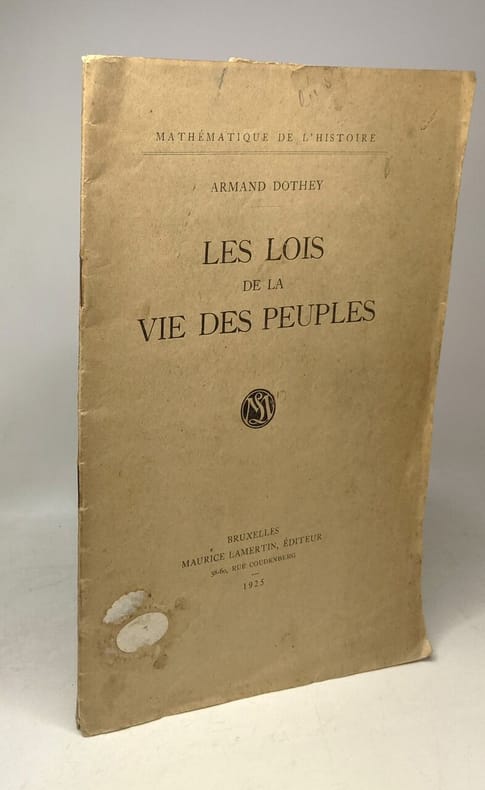 MATHÉMATIQUE DE L'HISTOIRE
ARMAND DOTHEY
LES LOIS
DE LA
VIE DES PEUPLES
BRUXELLES
MAURICE LAMERTIN, ÉDITEUR
58-60, RUE COUDENBERG
1925